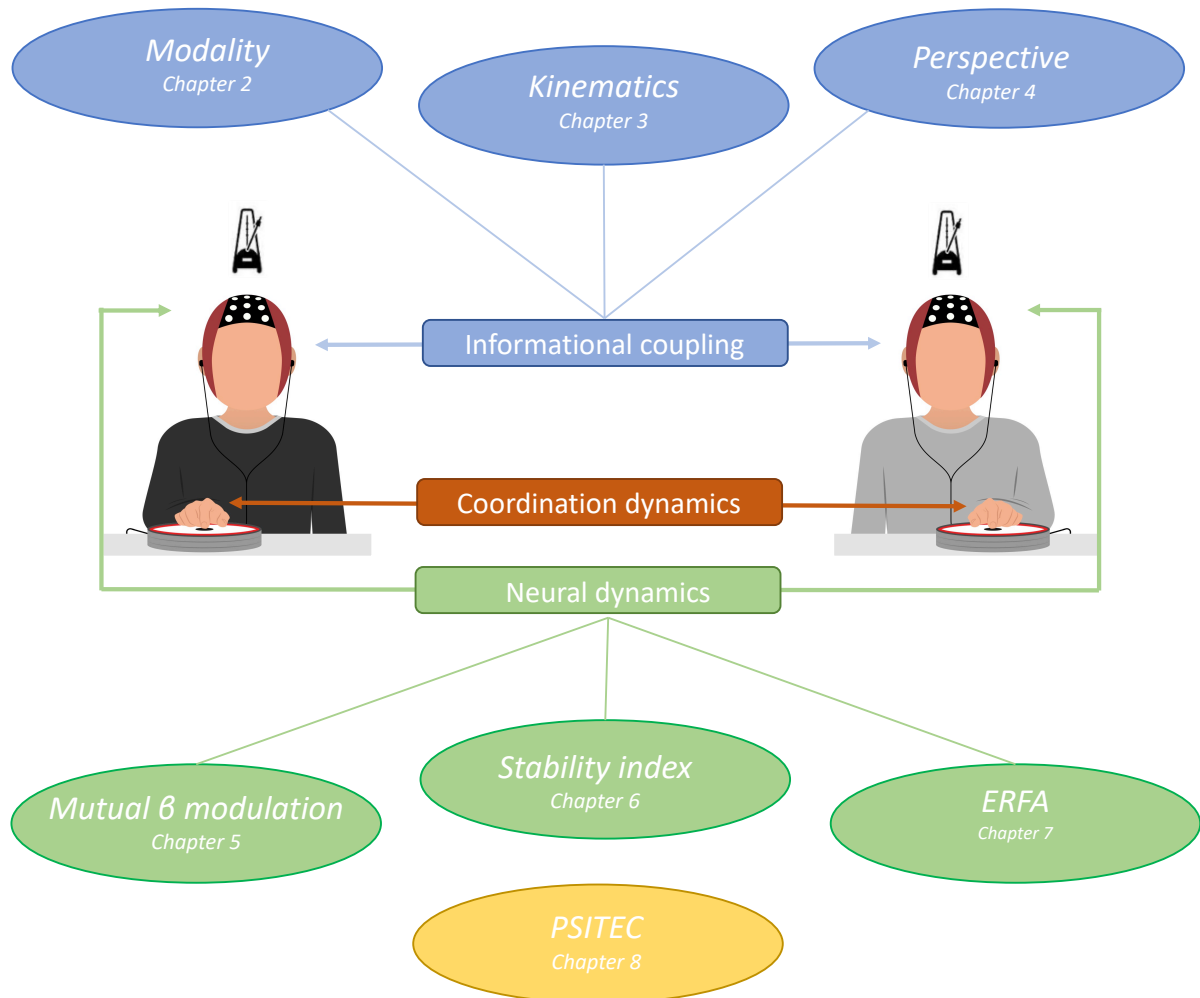 Modality
Chapter 2
Kinematics
Chapter 3
Perspective
Chapter 4
Informational coupling
Coordination dynamics
Neural dynamics
Mutual β modulation
Chapter 5
Stability index
Chapter 6
ERFA
Chapter 7
PSITEC
Chapter 8